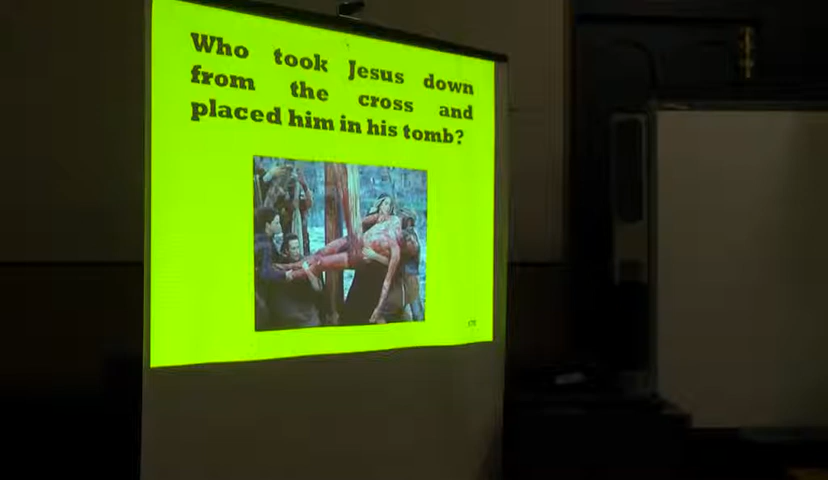 Who took Jesus down
from the cross and
placed him in his tomb?